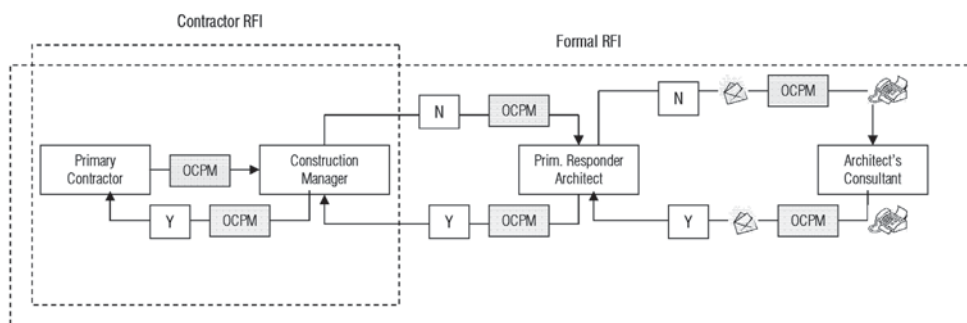 Contractor RFI
Formal RFI
N
OCPM
N
OCPM
Primary
Contractor
OCPM
Construction
Manager
Prim. Responder
Architect
Architect's
Consultant
Y
OCPM
Y
OCPM
Y
OCPM